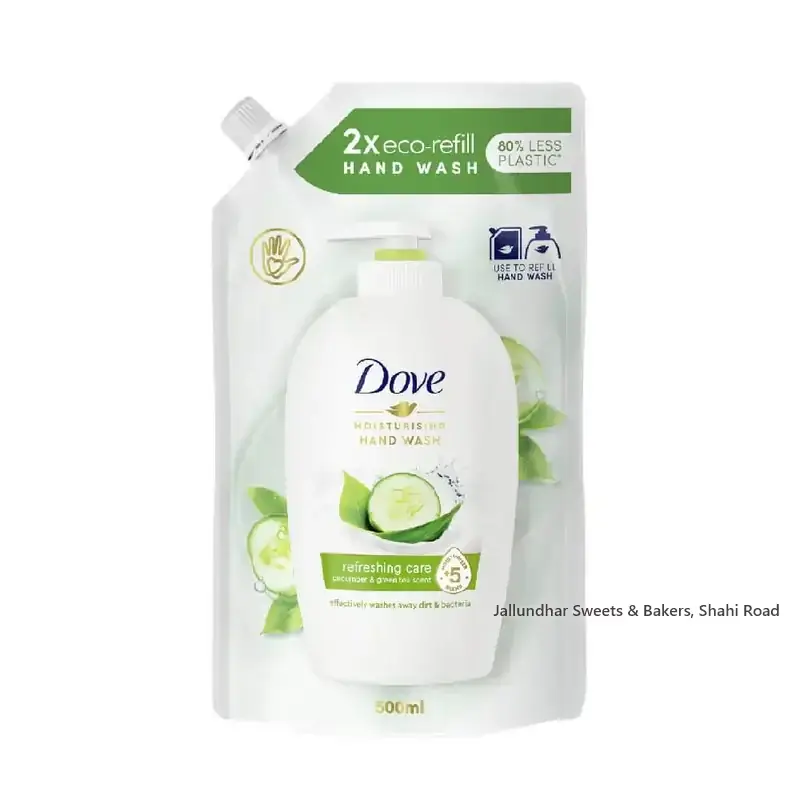 2x eco-refill
HAND WASH
80% LESS
PLASTIC*
USE TO REFILL
HAND WASH
Dove
MOISTURISING
HAND WASH
refreshing care
cucumber & green tea scent
x5
effectively washes away dirt & bacteria
Jallundhar Sweets & Bakers, Shahi Road
500ml